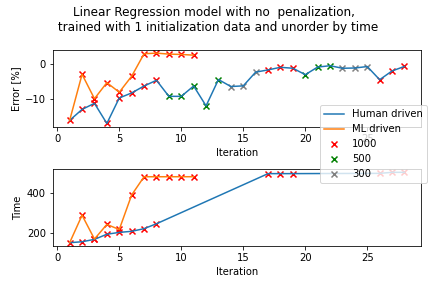 Linear Regression model with no penalization,
trained with 1 initialization data and unorder by time
Error [%]
0
−10
0
5
10
15
20
25
Iteration
Human driven
ML driven
1000
500
300
Time
400
200
0
5
10
15
20
25
Iteration